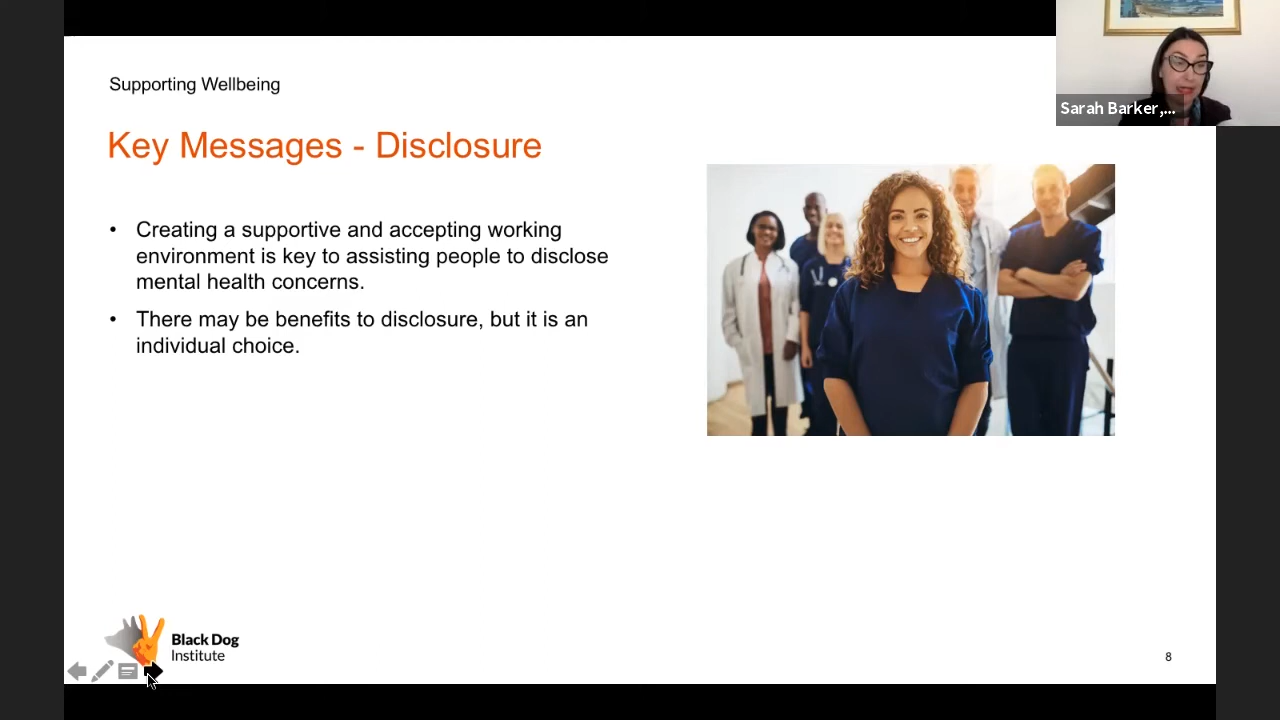 Supporting Wellbeing
Sarah Barker,...
Key Messages - Disclosure
• Creating a supportive and accepting working
environment is key to assisting people to disclose
mental health concerns.
• There may be benefits to disclosure, but it is an
individual choice.
Black Dog
Institute
8